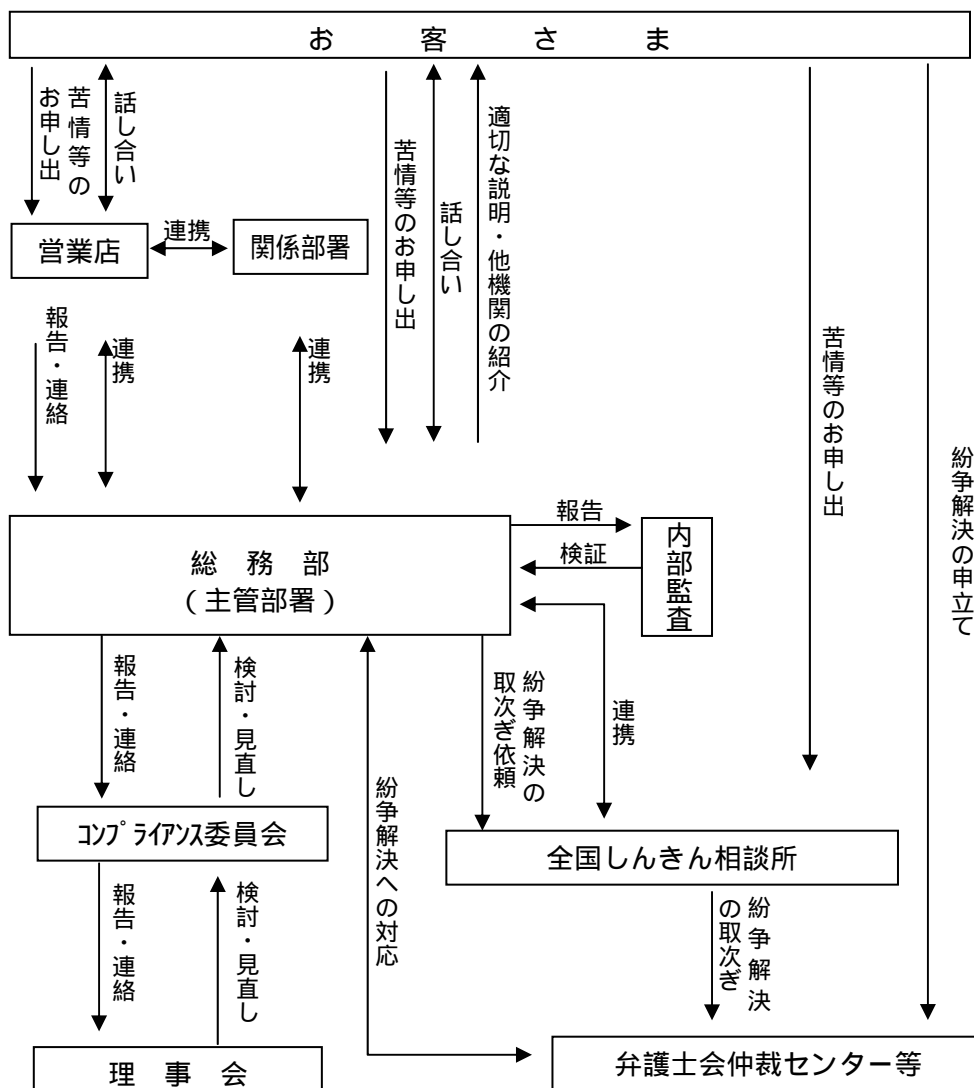 お客さま
苦情等の
お申し出
話し合い
苦情等のお申し出
話し合い
適切な説明・他機関の紹介
苦情等のお申し出
紛争解決の申立て
営業店
連携
関係部署
報告・連絡
連携
連携
総務部
(主管部署)
報告
検証
内部監査
報告・連絡
検討・見直し
紛争解決への対応
紛争解決の
取次ぎ依頼
連携
ｺﾝﾌﾟﾗｲｱﾝｽ委員会
全国しんきん相談所
報告・連絡
検討・見直し
紛争解決
の取次ぎ
理事会
弁護士会仲裁センター等